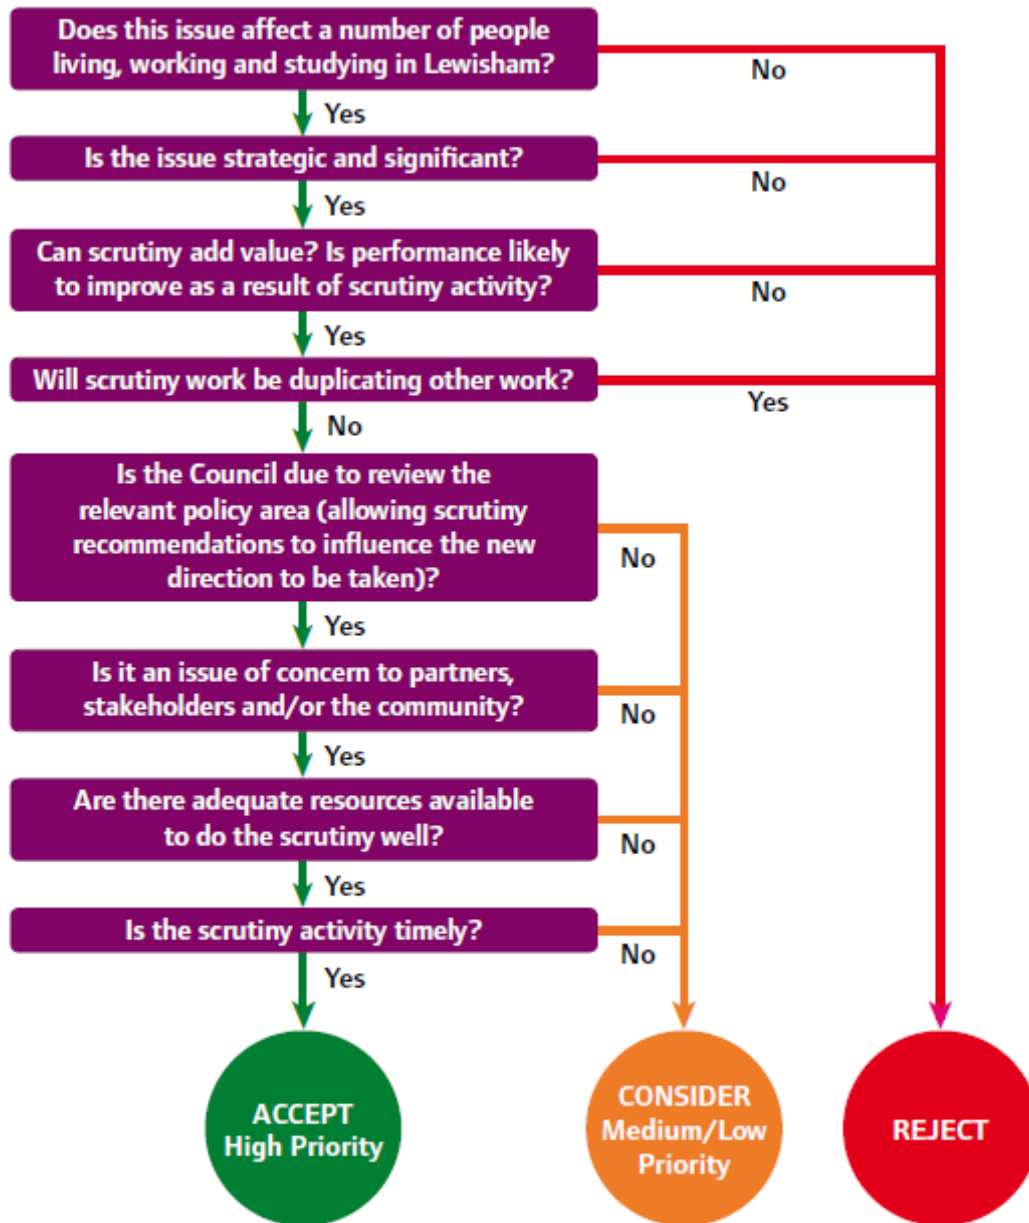 Does this issue affect a number of people
living, working and studying in Lewisham?
No
Yes
Is the issue strategic and significant?
No
Yes
Can scrutiny add value? Is performance likely
to improve as a result of scrutiny activity?
No
Yes
Will scrutiny work be duplicating other work?
Yes
No
Is the Council due to review the
relevant policy area (allowing scrutiny
recommendations to influence the new
direction to be taken)?
No
Yes
Is it an issue of concern to partners,
stakeholders and/or the community?
No
Yes
Are there adequate resources available
to do the scrutiny well?
No
Yes
Is the scrutiny activity timely?
No
Yes
ACCEPT
High Priority
CONSIDER
Medium/Low
Priority
REJECT